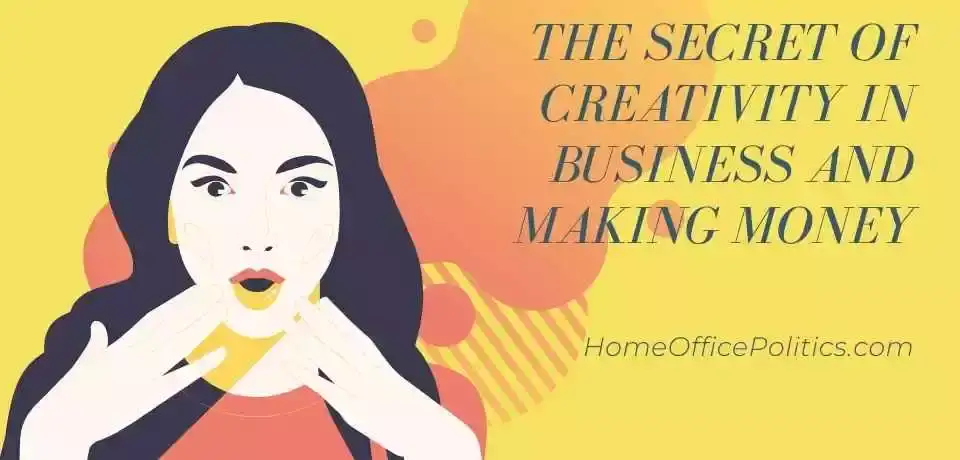 THE SECRET OF
CREATIVITY IN
BUSINESS AND
MAKING MONEY
HomeOfficePolitics.com